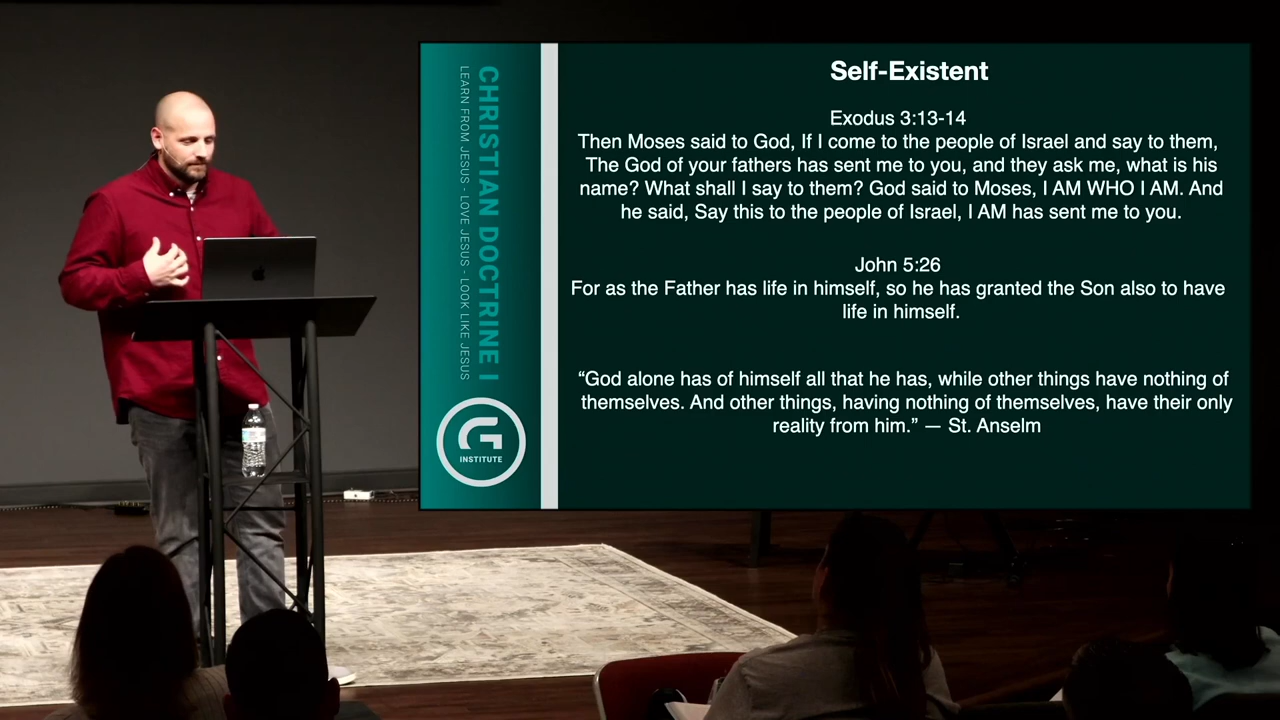 CHRISTIAN DOCTRINE I
LEARN FROM JESUS - LOVE JESUS - LOOK LIKE JESUS
G
INSTITUTE
Self-Existent
Exodus 3:13-14
Then Moses said to God, If I come to the people of Israel and say to them,
The God of your fathers has sent me to you, and they ask me, what is his
name? What shall I say to them? God said to Moses, I AM WHO I AM. And
he said, Say this to the people of Israel, I AM has sent me to you.
John 5:26
For as the Father has life in himself, so he has granted the Son also to have
life in himself.
“God alone has of himself all that he has, while other things have nothing of
themselves. And other things, having nothing of themselves, have their only
reality from him.” — St. Anselm